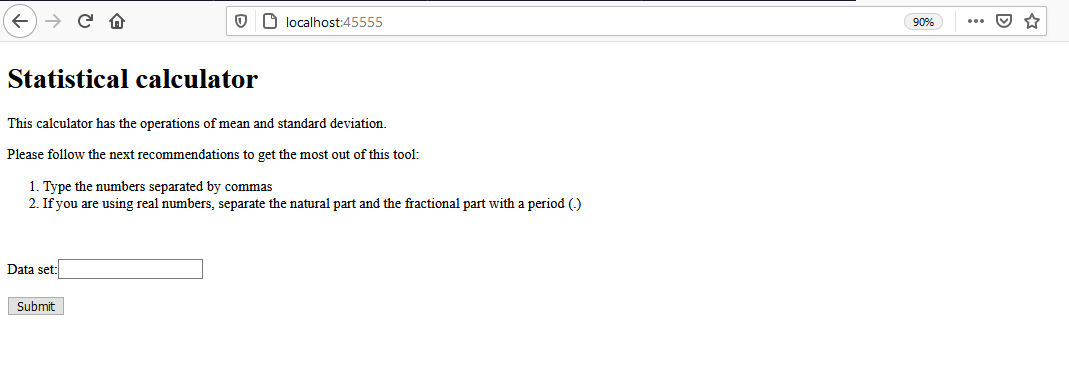 localhost:45555
90%
Statistical calculator
This calculator has the operations of mean and standard deviation.
Please follow the next recommendations to get the most out of this tool:
1. Type the numbers separated by commas
2. If you are using real numbers, separate the natural part and the fractional part with a period (.)
Data set:
Submit